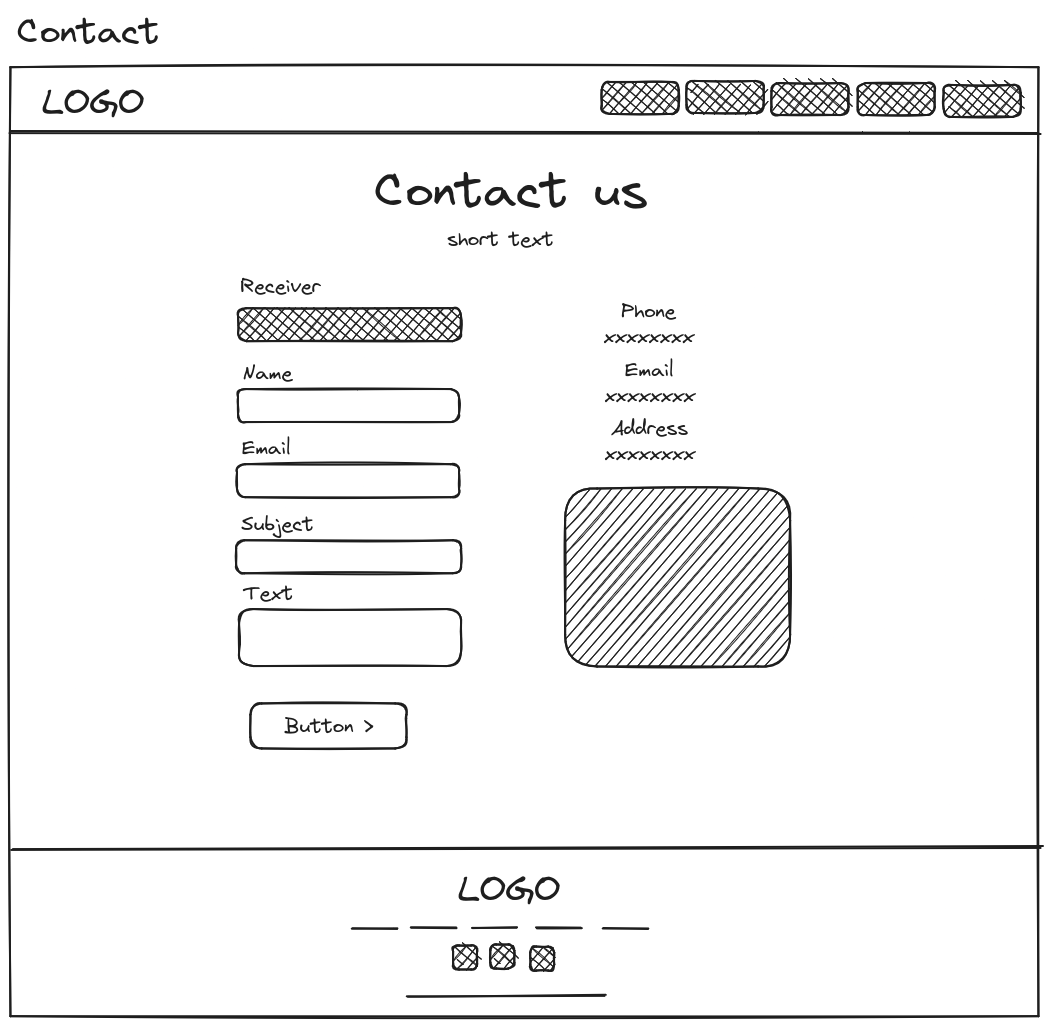 Contact
LOGO
Contact us
short text
Receiver
Name
Email
Subject
Text
Button >
Phone
xxxxxxxx
Email
xxxxxxxx
Address
xxxxxxxx
LOGO